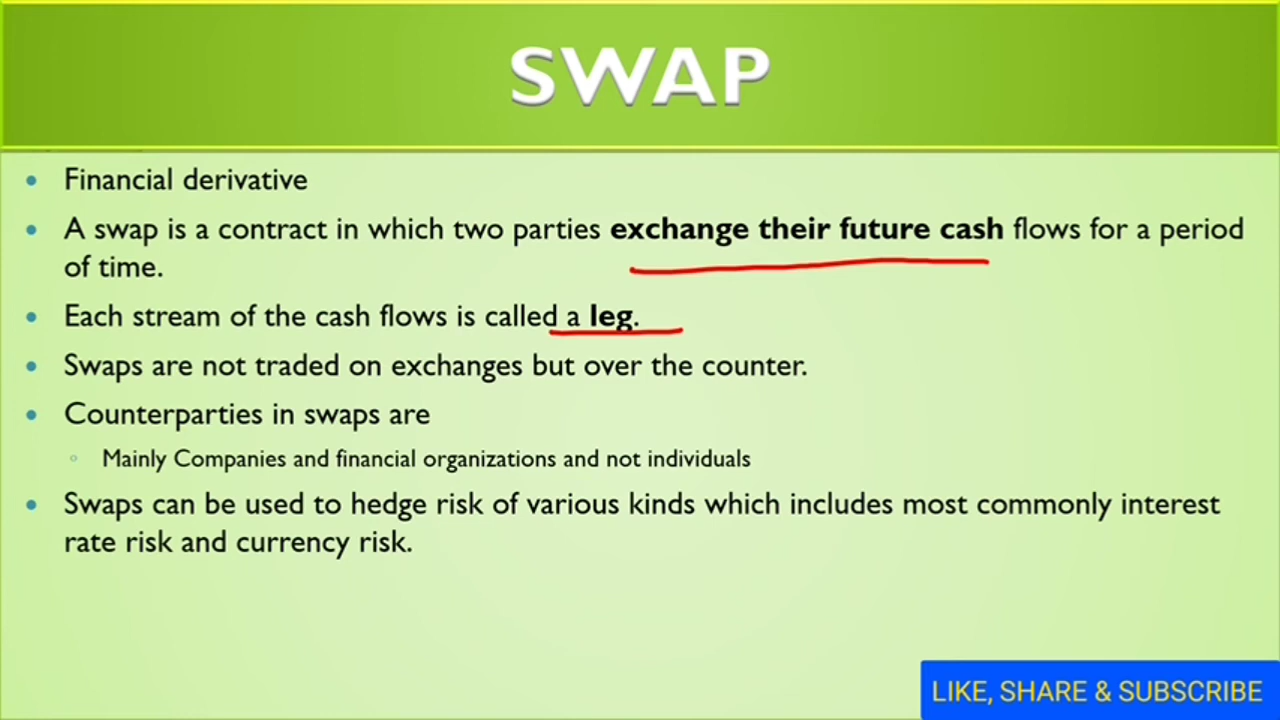 SWAP
Financial derivative
A swap is a contract in which two parties exchange their future cash flows for a period
of time.
Each stream of the cash flows is called a leg.
Swaps are not traded on exchanges but over the counter.
Counterparties in swaps are
Mainly Companies and financial organizations and not individuals
Swaps can be used to hedge risk of various kinds which includes most commonly interest
rate risk and currency risk.
LIKE, SHARE & SUBSCRIBE